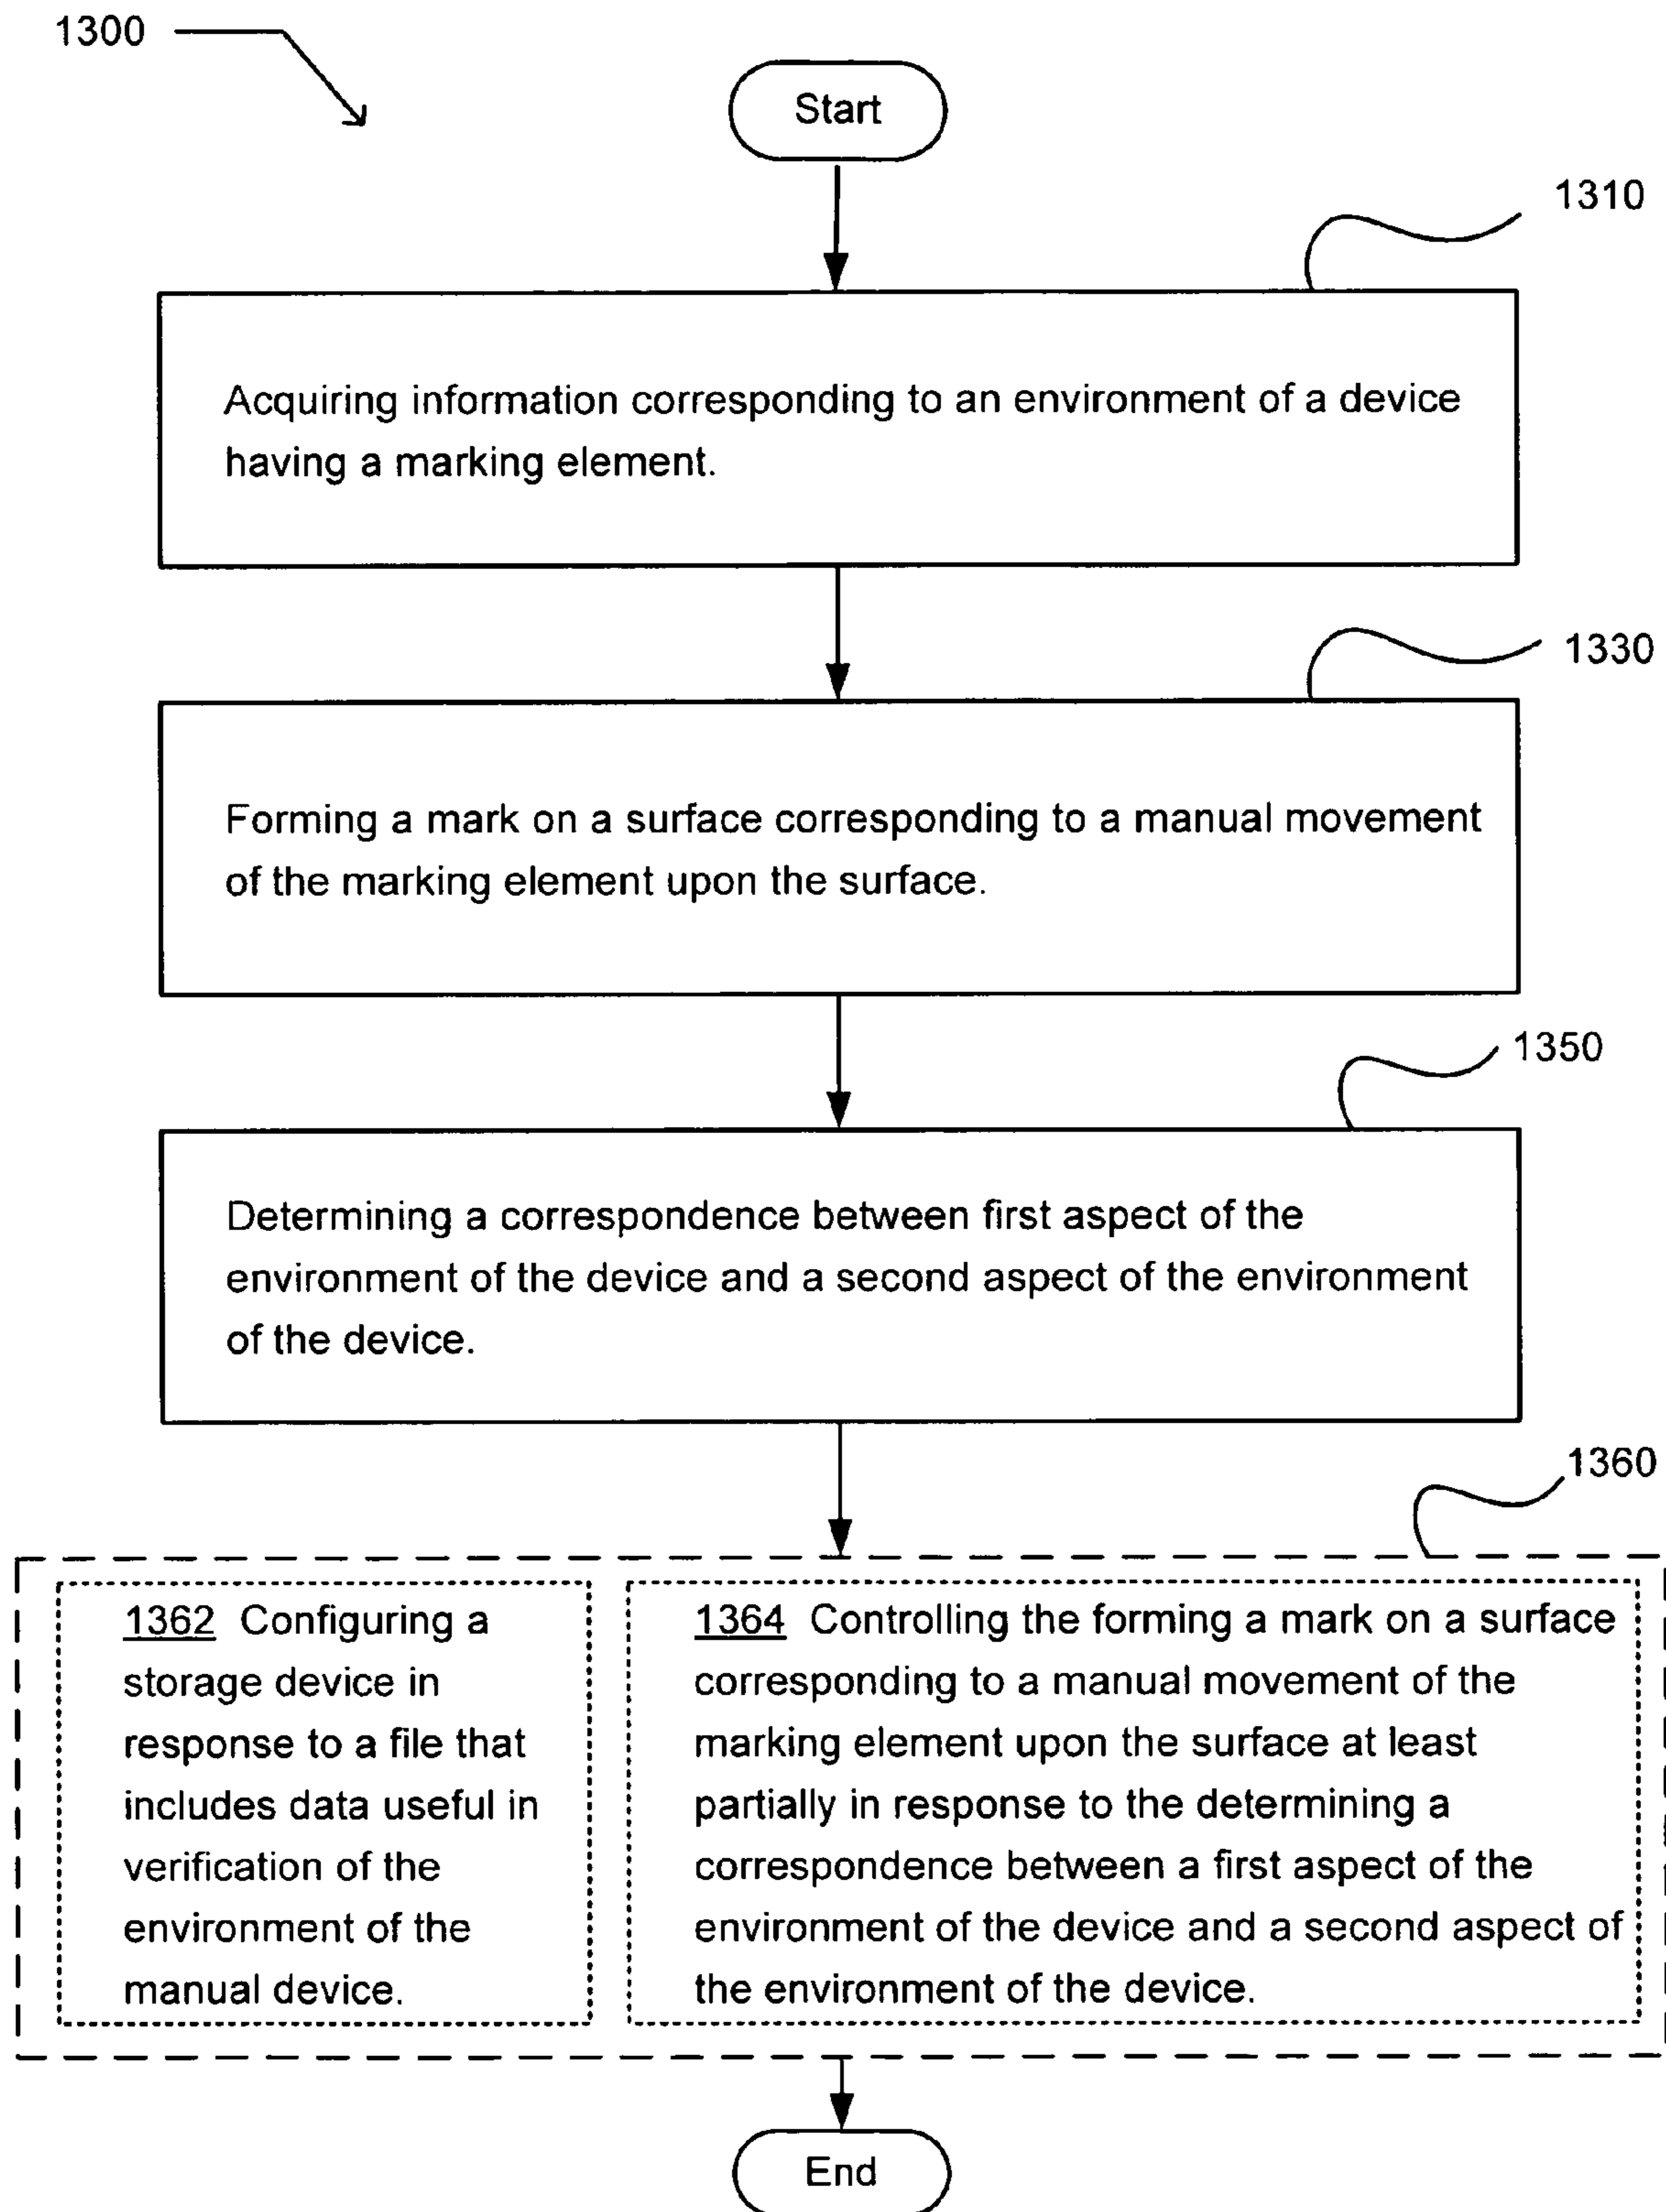 1300
Start
1310
Acquiring information corresponding to an environment of a device
having a marking element.
1330
Forming a mark on a surface corresponding to a manual movement
of the marking element upon the surface.
1350
Determining a correspondence between first aspect of the
environment of the device and a second aspect of the environment
of the device.
1360
1362 Configuring a
storage device in
response to a file that
includes data useful in
verification of the
environment of the
manual device.
1364 Controlling the forming a mark on a surface
corresponding to a manual movement of the
marking element upon the surface at least
partially in response to the determining a
correspondence between a first aspect of the
environment of the device and a second aspect of
the environment of the device.
End